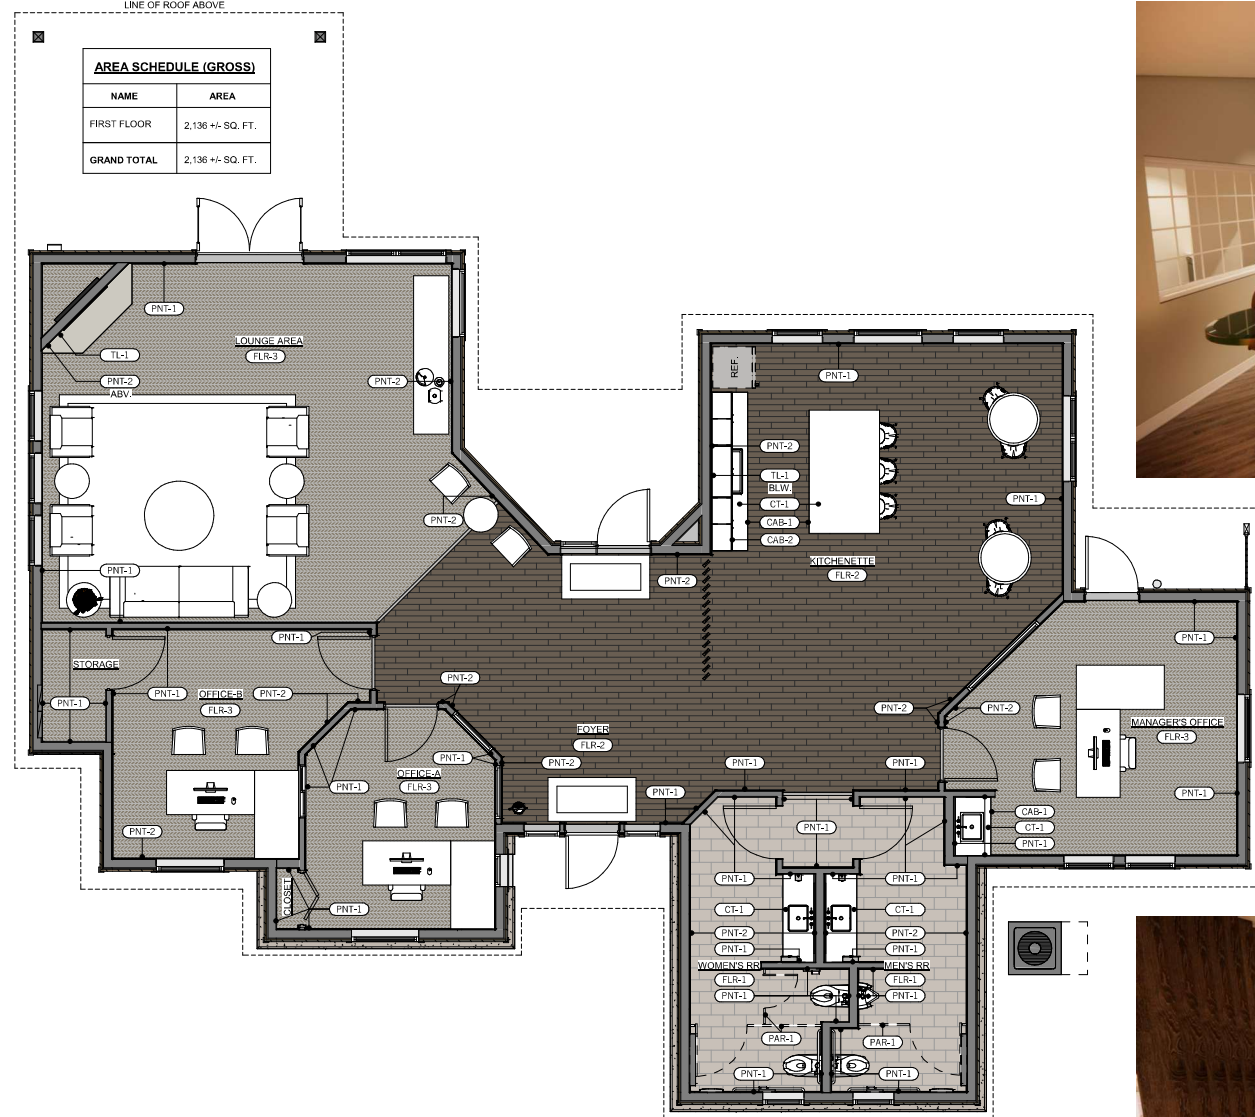 LINE OF ROOF ABOVE
AREA SCHEDULE (GROSS)
NAME AREA
FIRST FLOOR 2,136 +/- SQ. FT.
GRAND TOTAL 2,136 +/- SQ. FT.
PNT-1
LOUNGE AREA
FLR-3
TL-1
PNT-2
ABV.
PNT-2
PNT-2
PNT-1
REF.
PNT-1
PNT-2
TL-1
BLW.
CT-1
CAB-1
CAB-2
PNT-1
KITCHENETTE
FLR-2
PNT-2
STORAGE
PNT-1
PNT-1
PNT-1
OFFICE-B
FLR-3
PNT-2
PNT-2
PNT-2
FOYER
FLR-2
PNT-1
PNT-2
PNT-1
OFFICE-A
FLR-3
PNT-2
CLOSET
PNT-1
PNT-1
PNT-1
PNT-1
PNT-1
PNT-2
PNT-2
PNT-1
MANAGER'S OFFICE
FLR-3
PNT-1
CAB-1
CT-1
PNT-1
PNT-1
PNT-1
PNT-1
CT-1
CT-1
PNT-2
PNT-2
PNT-1
PNT-1
WOMEN'S RR
MEN'S RR
FLR-1
FLR-1
PNT-1
PNT-1
PAR-1
PAR-1
PNT-1
PNT-1